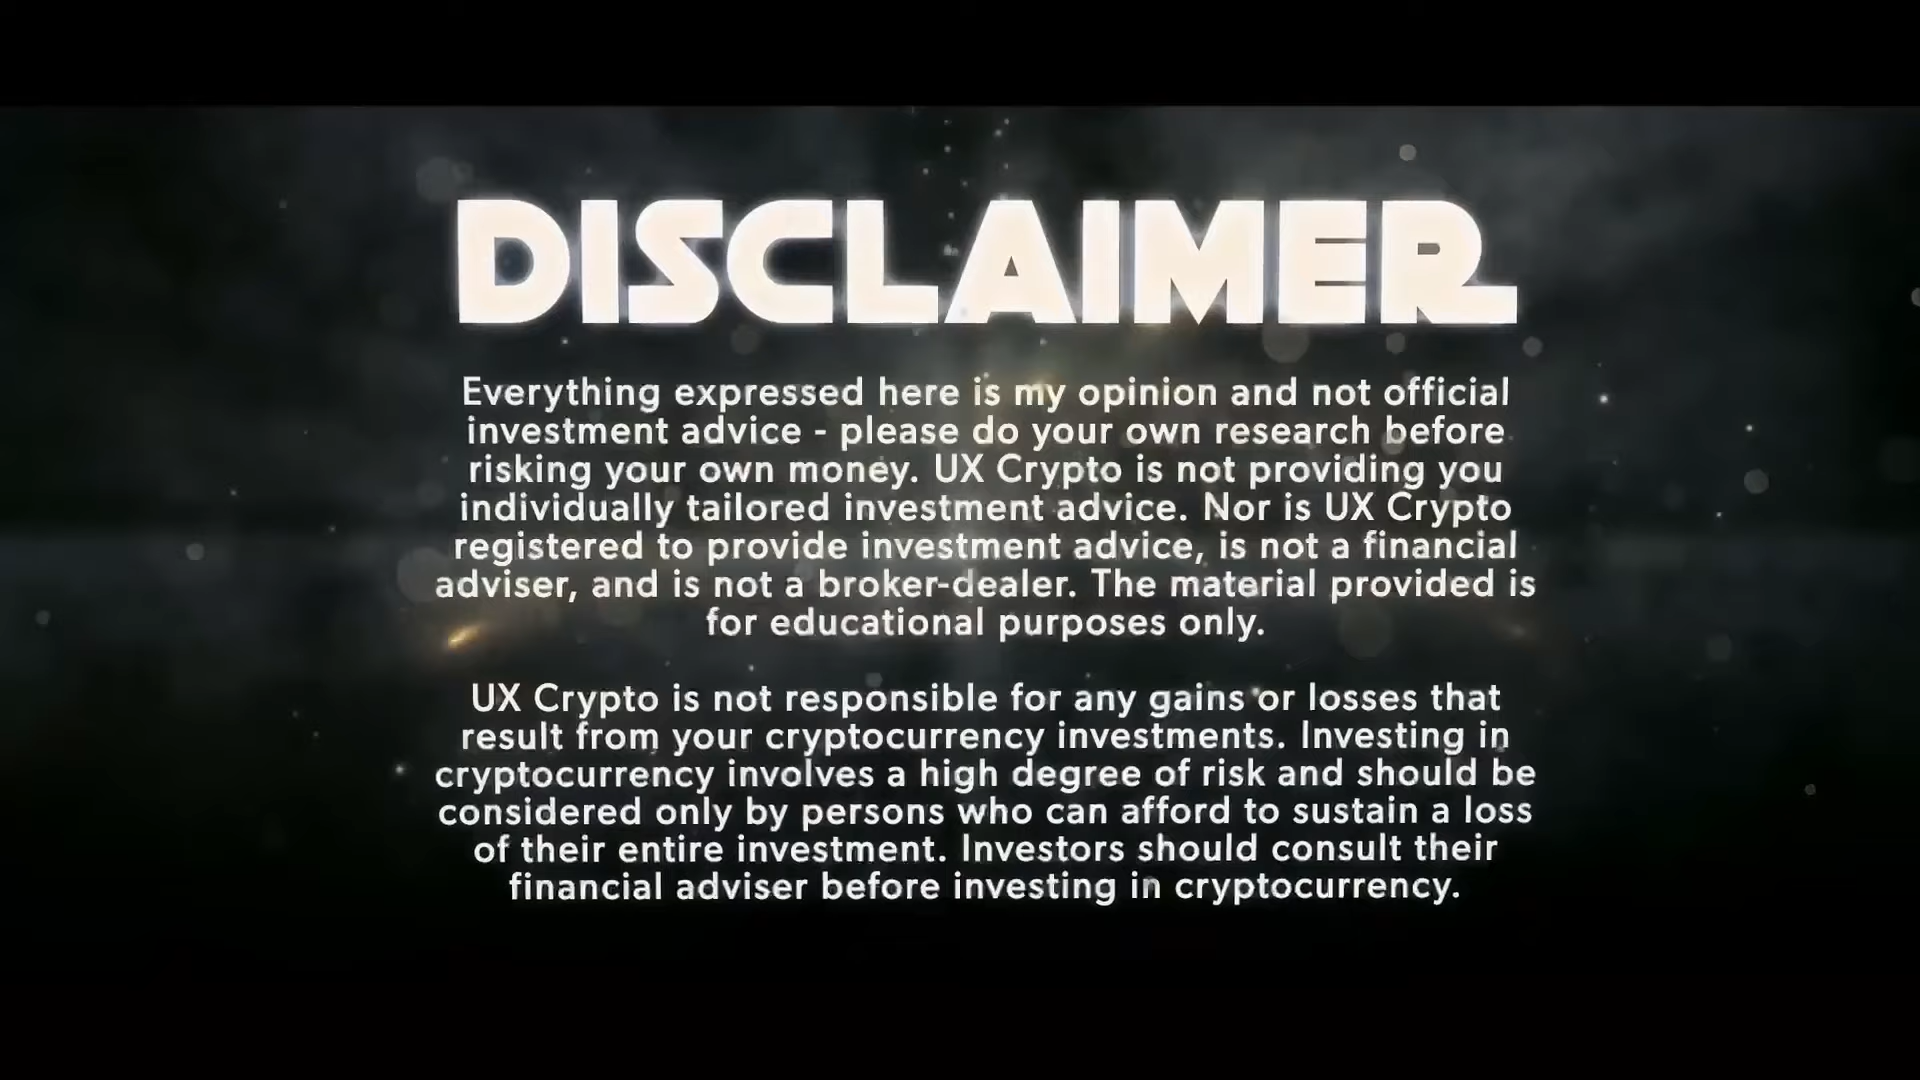 DISCLAIMER
Everything expressed here is my opinion and not official
investment advice - please do your own research before
risking your own money. UX Crypto is not providing you
individually tailored investment advice. Nor is UX Crypto
registered to provide investment advice, is not a financial
adviser, and is not a broker-dealer. The material provided is
for educational purposes only.
UX Crypto is not responsible for any gains or losses that
result from your cryptocurrency investments. Investing in
cryptocurrency involves a high degree of risk and should be
considered only by persons who can afford to sustain a loss
of their entire investment. Investors should consult their
financial adviser before investing in cryptocurrency.